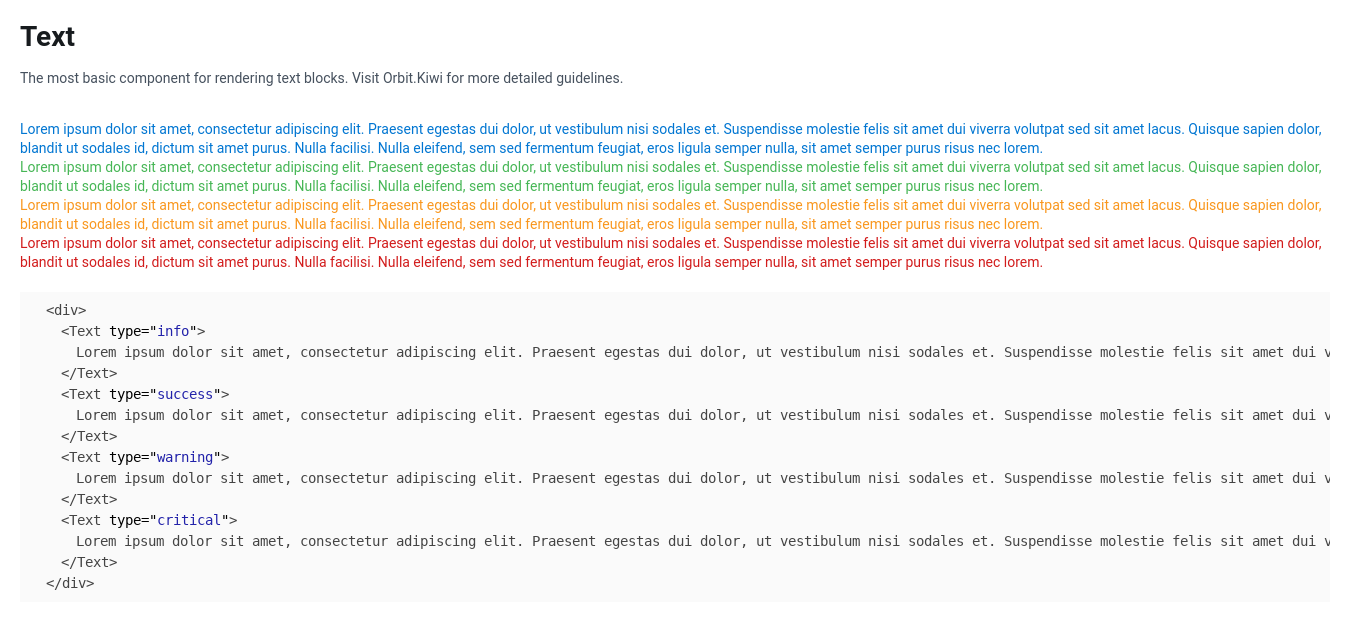 Text
The most basic component for rendering text blocks. Visit Orbit.Kiwi for more detailed guidelines.
Lorem ipsum dolor sit amet, consectetur adipiscing elit. Praesent egestas dui dolor, ut vestibulum nisi sodales et. Suspendisse molestie felis sit amet dui viverra volutpat sed sit amet lacus. Quisque sapien dolor,
blandit ut sodales id, dictum sit amet purus. Nulla facilisi. Nulla eleifend, sem sed fermentum feugiat, eros ligula semper nulla, sit amet semper purus risus nec lorem.
Lorem ipsum dolor sit amet, consectetur adipiscing elit. Praesent egestas dui dolor, ut vestibulum nisi sodales et. Suspendisse molestie felis sit amet dui viverra volutpat sed sit amet lacus. Quisque sapien dolor,
blandit ut sodales id, dictum sit amet purus. Nulla facilisi. Nulla eleifend, sem sed fermentum feugiat, eros ligula semper nulla, sit amet semper purus risus nec lorem.
Lorem ipsum dolor sit amet, consectetur adipiscing elit. Praesent egestas dui dolor, ut vestibulum nisi sodales et. Suspendisse molestie felis sit amet dui viverra volutpat sed sit amet lacus. Quisque sapien dolor,
blandit ut sodales id, dictum sit amet purus. Nulla facilisi. Nulla eleifend, sem sed fermentum feugiat, eros ligula semper nulla, sit amet semper purus risus nec lorem.
Lorem ipsum dolor sit amet, consectetur adipiscing elit. Praesent egestas dui dolor, ut vestibulum nisi sodales et. Suspendisse molestie felis sit amet dui viverra volutpat sed sit amet lacus. Quisque sapien dolor,
blandit ut sodales id, dictum sit amet purus. Nulla facilisi. Nulla eleifend, sem sed fermentum feugiat, eros ligula semper nulla, sit amet semper purus risus nec lorem.
<div>
<Text type="info">
Lorem ipsum dolor sit amet, consectetur adipiscing elit. Praesent egestas dui dolor, ut vestibulum nisi sodales et. Suspendisse molestie felis sit amet dui v
</Text>
<Text type="success">
Lorem ipsum dolor sit amet, consectetur adipiscing elit. Praesent egestas dui dolor, ut vestibulum nisi sodales et. Suspendisse molestie felis sit amet dui v
</Text>
<Text type="warning">
Lorem ipsum dolor sit amet, consectetur adipiscing elit. Praesent egestas dui dolor, ut vestibulum nisi sodales et. Suspendisse molestie felis sit amet dui v
</Text>
<Text type="critical">
Lorem ipsum dolor sit amet, consectetur adipiscing elit. Praesent egestas dui dolor, ut vestibulum nisi sodales et. Suspendisse molestie felis sit amet dui v
</Text>
</div>